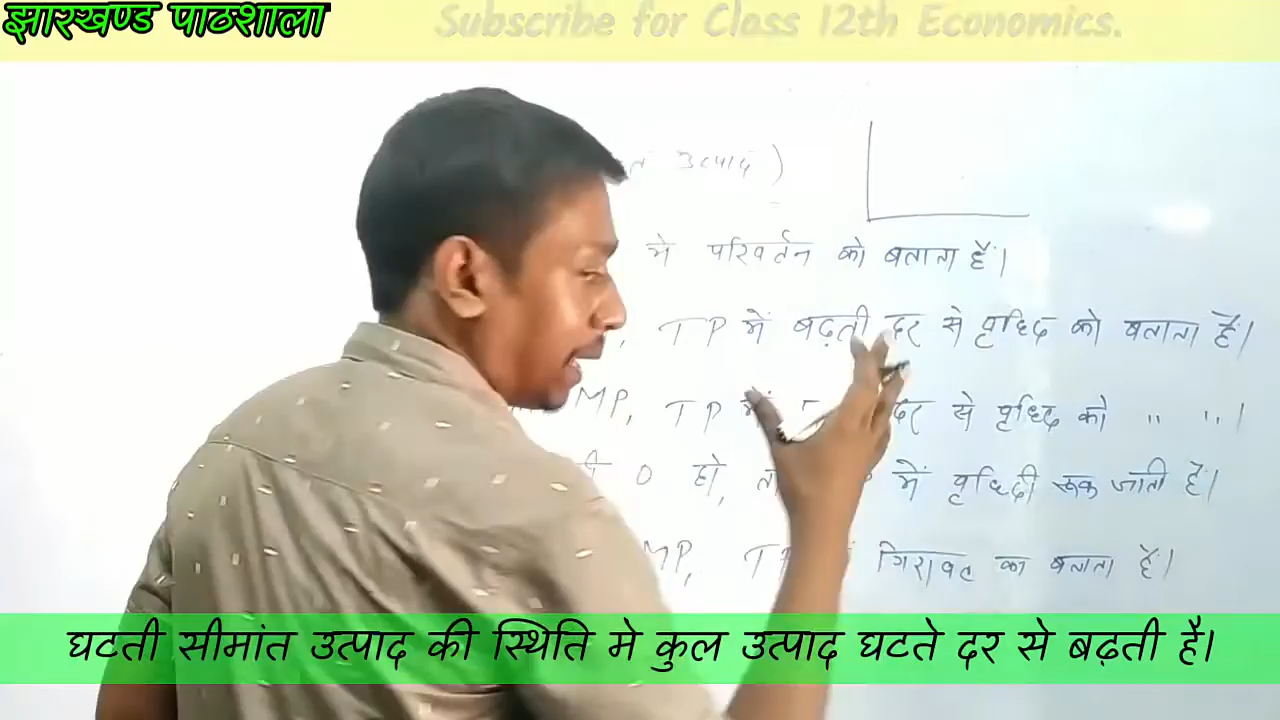 झारखण्ड पाठशाला
Subscribe for Class 12th Economics.
उत्पाद )
मे परिवर्तन को बताता हैं।
TP में बढ़ती दर से वृध्दि को बताता हैं।
MP, TP में दर से वृध्दि को " "।
0 हो, में वृध्दि रूक जाती हैं।
MP, गिरावट का बताता हैं।
घटती सीमांत उत्पाद की स्थिति मे कुल उत्पाद घटते दर से बढ़ती है।